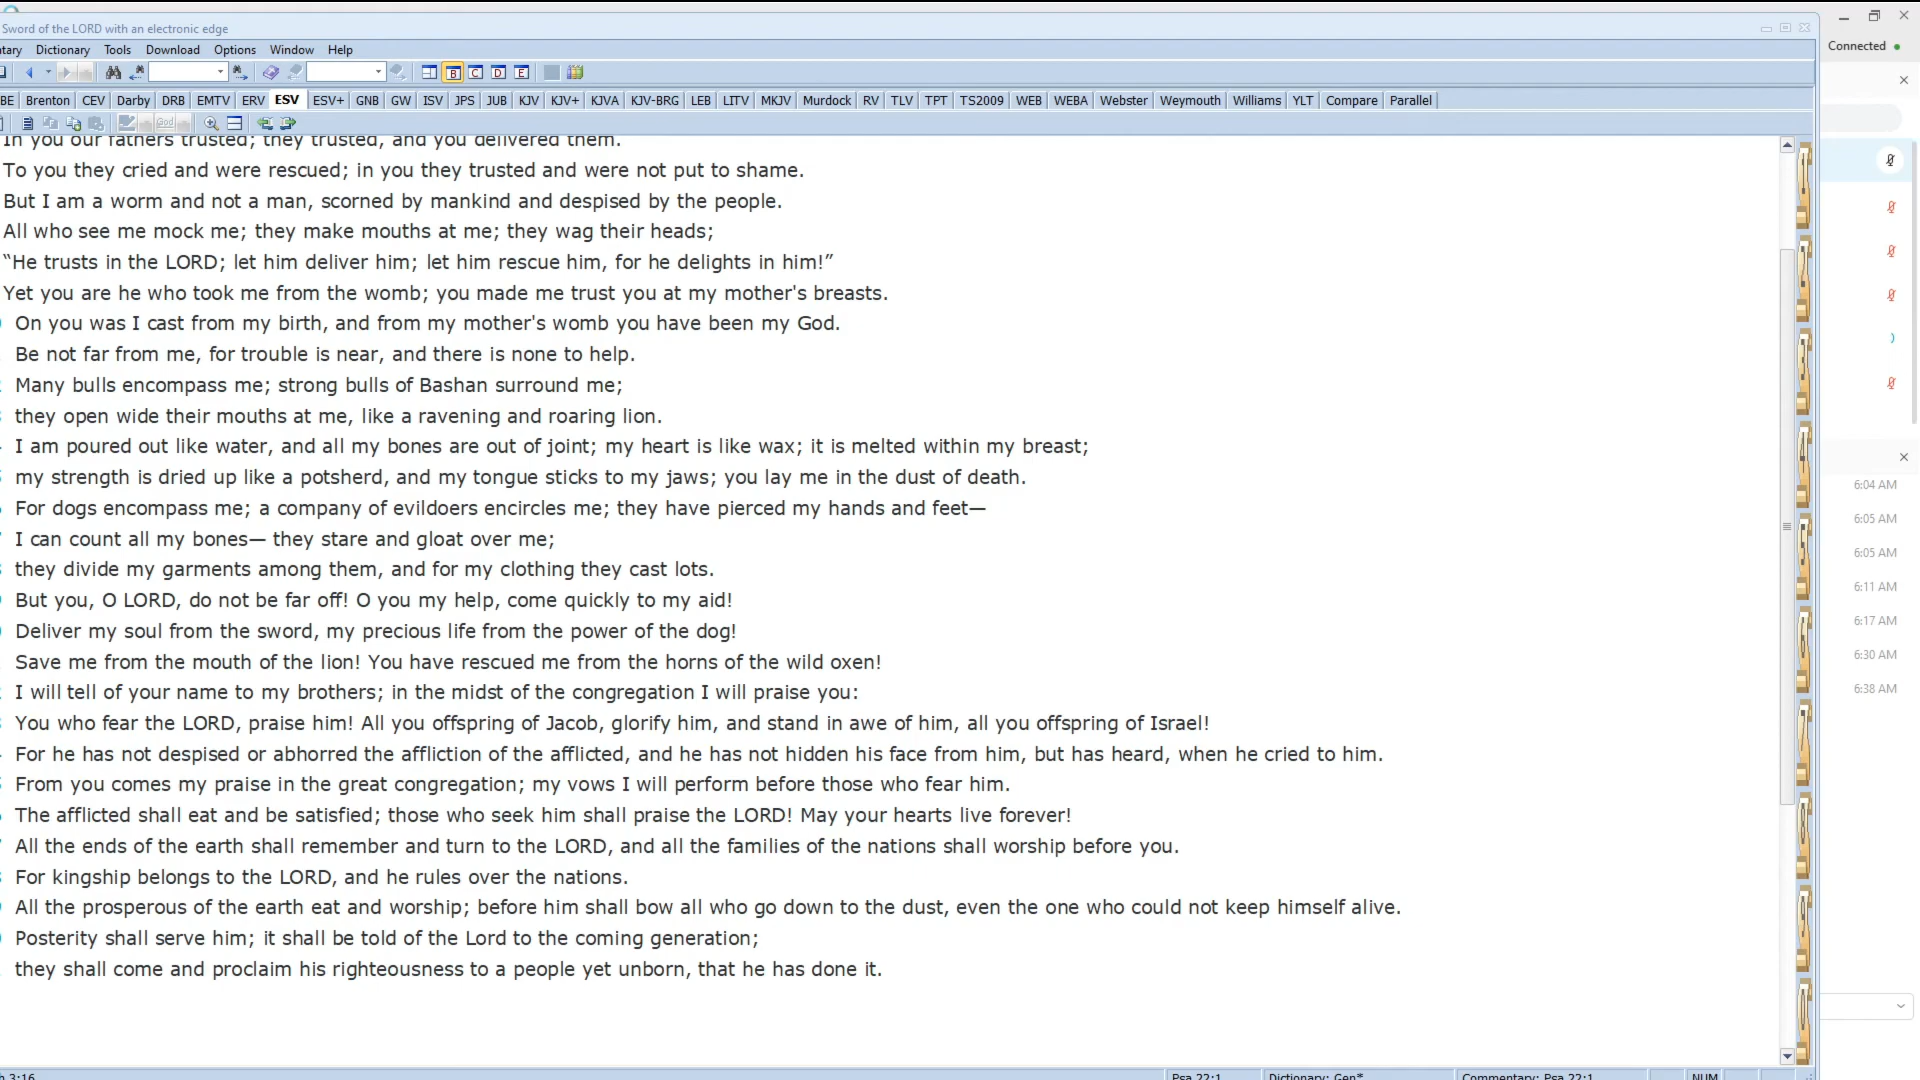 Sword of the LORD with an electronic edge
Connected
tary Dictionary Tools Download Options Window Help
BE Brenton CEV Darby DRB EMTV ERV ESV ESV+ GNB GW ISV JPS JUB KJV KJV+ KJVA KJV-BRG LEB LITV MKJV Murdock RV TLV TPT TS2009 WEB WEBA Webster Weymouth Williams YLT Compare Parallel
God
In you our fathers trusted; they trusted, and you delivered them.
To you they cried and were rescued; in you they trusted and were not put to shame.
But I am a worm and not a man, scorned by mankind and despised by the people.
All who see me mock me; they make mouths at me; they wag their heads;
“He trusts in the LORD; let him deliver him; let him rescue him, for he delights in him!”
Yet you are he who took me from the womb; you made me trust you at my mother's breasts.
On you was I cast from my birth, and from my mother's womb you have been my God.
Be not far from me, for trouble is near, and there is none to help.
Many bulls encompass me; strong bulls of Bashan surround me;
they open wide their mouths at me, like a ravening and roaring lion.
I am poured out like water, and all my bones are out of joint; my heart is like wax; it is melted within my breast;
my strength is dried up like a potsherd, and my tongue sticks to my jaws; you lay me in the dust of death.
For dogs encompass me; a company of evildoers encircles me; they have pierced my hands and feet—
I can count all my bones— they stare and gloat over me;
they divide my garments among them, and for my clothing they cast lots.
But you, O LORD, do not be far off! O you my help, come quickly to my aid!
Deliver my soul from the sword, my precious life from the power of the dog!
Save me from the mouth of the lion! You have rescued me from the horns of the wild oxen!
I will tell of your name to my brothers; in the midst of the congregation I will praise you:
You who fear the LORD, praise him! All you offspring of Jacob, glorify him, and stand in awe of him, all you offspring of Israel!
For he has not despised or abhorred the affliction of the afflicted, and he has not hidden his face from him, but has heard, when he cried to him.
From you comes my praise in the great congregation; my vows I will perform before those who fear him.
The afflicted shall eat and be satisfied; those who seek him shall praise the LORD! May your hearts live forever!
All the ends of the earth shall remember and turn to the LORD, and all the families of the nations shall worship before you.
For kingship belongs to the LORD, and he rules over the nations.
All the prosperous of the earth eat and worship; before him shall bow all who go down to the dust, even the one who could not keep himself alive.
Posterity shall serve him; it shall be told of the Lord to the coming generation;
they shall come and proclaim his righteousness to a people yet unborn, that he has done it.
6:04 AM
6:05 AM
6:05 AM
6:11 AM
6:17 AM
6:30 AM
6:38 AM
h 3:16 Psa 22:1 Dictionary: Gen* Commentary: Psa 22:1 NUM